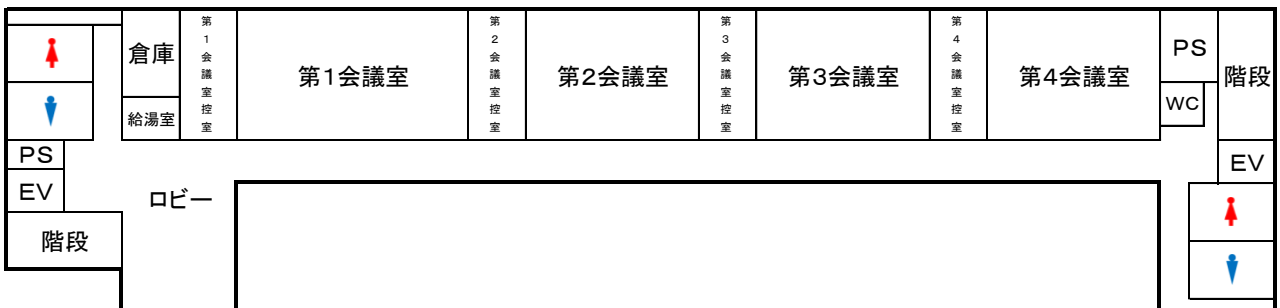 倉庫
給湯室
第1会議室控室
第1会議室
第2会議室控室
第2会議室
第3会議室控室
第3会議室
第4会議室控室
第4会議室
PS
WC
階段
PS
EV
EV
ロビー
階段